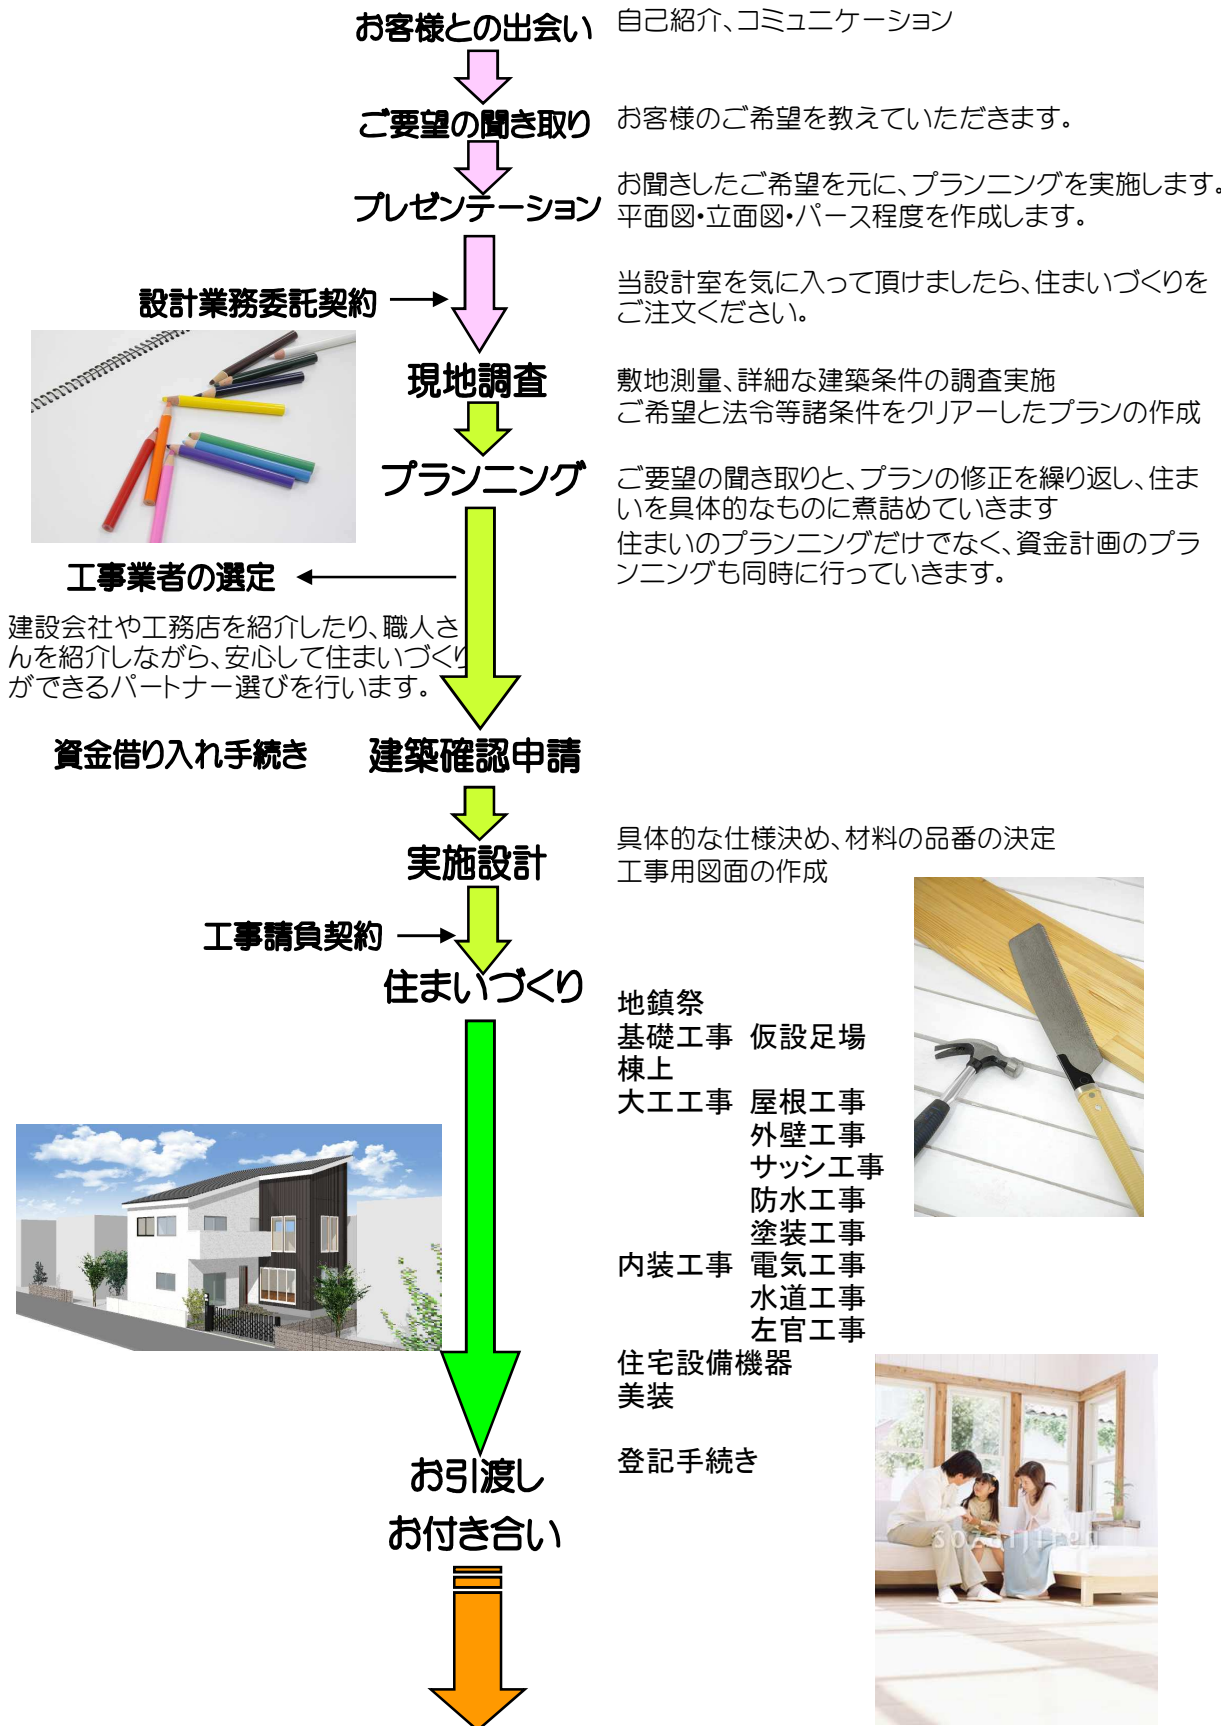 お客様との出会い
自己紹介、コミュニケーション
ご要望の聞き取り
お客様のご希望を教えていただきます。
プレゼンテーション
お聞きしたご希望を元に、プランニングを実施します。
平面図・立面図・パース程度を作成します。
設計業務委託契約
当設計室を気に入って頂けましたら、住まいづくりを
ご注文ください。
現地調査
敷地測量、詳細な建築条件の調査実施
ご希望と法令等諸条件をクリアーしたプランの作成
プランニング
ご要望の聞き取りと、プランの修正を繰り返し、住ま
いを具体的なものに煮詰めていきます
住まいのプランニングだけでなく、資金計画のプラ
ンニングも同時に行っていきます。
工事業者の選定
建設会社や工務店を紹介したり、職人さ
んを紹介しながら、安心して住まいづくり
ができるパートナー選びを行います。
資金借り入れ手続き
建築確認申請
実施設計
具体的な仕様決め、材料の品番の決定
工事用図面の作成
工事請負契約
住まいづくり
地鎮祭
基礎工事 仮設足場
棟上
大工工事 屋根工事
外壁工事
サッシ工事
防水工事
塗装工事
内装工事 電気工事
水道工事
左官工事
住宅設備機器
美装
登記手続き
お引渡し
お付き合い
sozaijiten